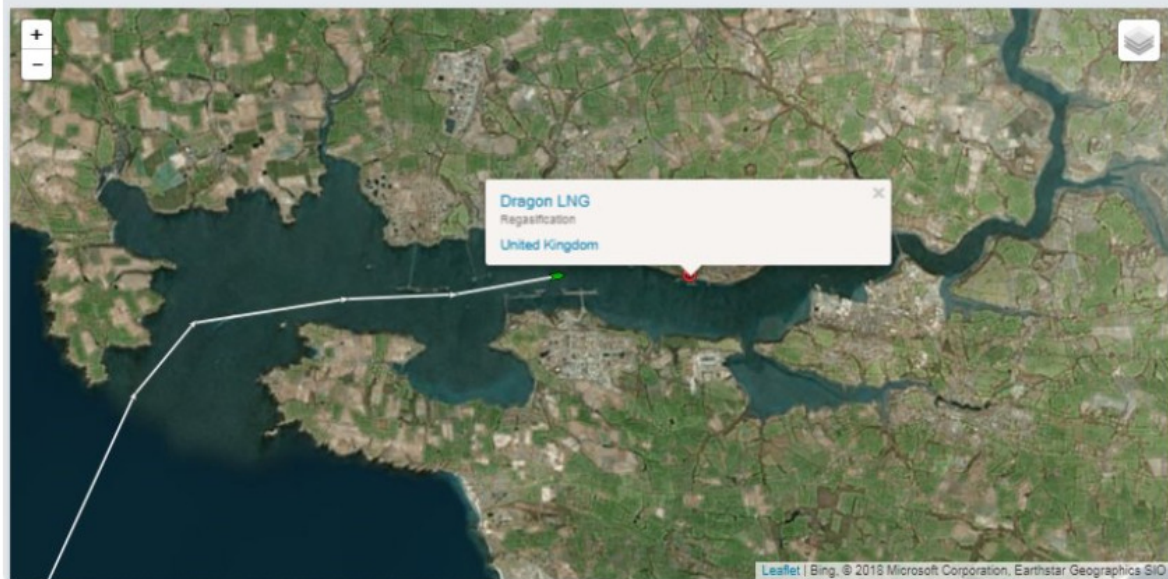 +
−
Dragon LNG
×
Regasification
United Kingdom
Leaflet | Bing, © 2018 Microsoft Corporation, Earthstar Geographics SIO